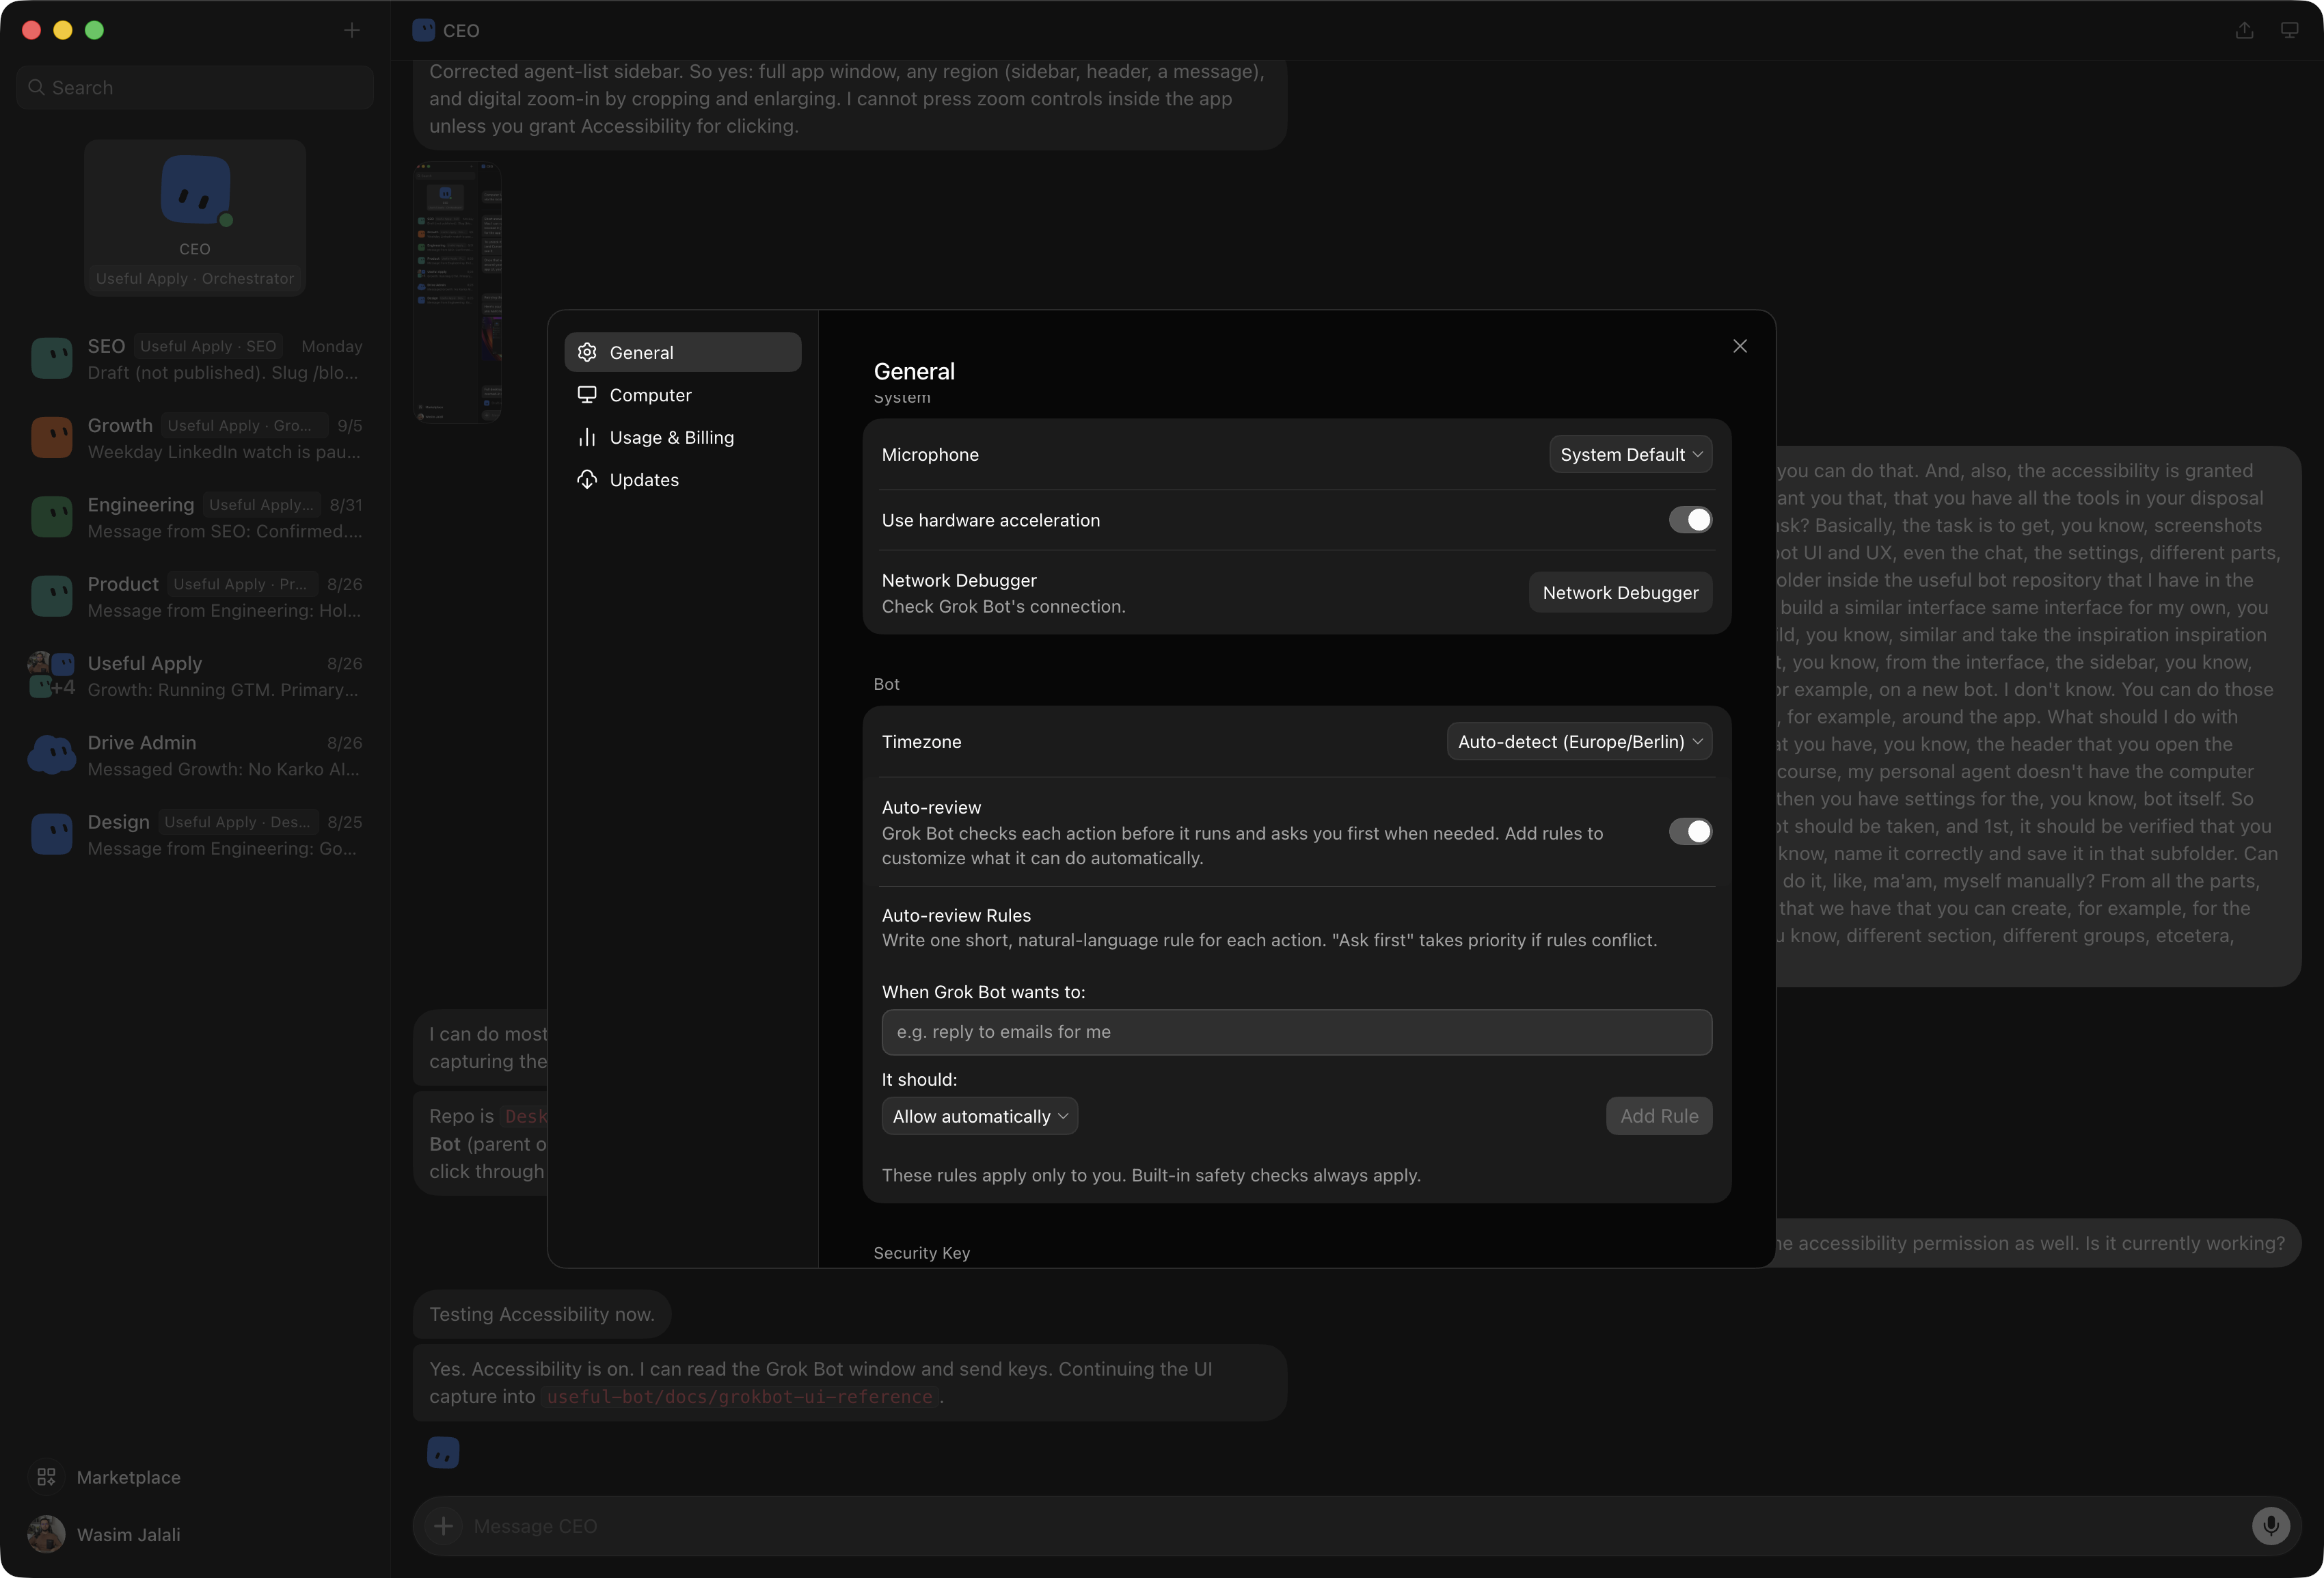 CEO
Search
CEO
Useful Apply · Orchestrator
SEO Useful Apply · SEO Monday
Draft (not published). Slug /blo...
Growth Useful Apply · Gro... 9/5
Weekday LinkedIn watch is pau...
Engineering Useful Apply... 8/31
Message from SEO: Confirmed....
Product Useful Apply · Pr... 8/26
Message from Engineering: Hol...
+4
Useful Apply 8/26
Growth: Running GTM. Primary...
Drive Admin 8/26
Messaged Growth: No Karko AI...
Design Useful Apply · Des... 8/25
Message from Engineering: Go...
Marketplace
Wasim Jalali
Corrected agent-list sidebar. So yes: full app window, any region (sidebar, header, a message),
and digital zoom-in by cropping and enlarging. I cannot press zoom controls inside the app
unless you grant Accessibility for clicking.
you can do that. And, also, the accessibility is granted
ant you that, that you have all the tools in your disposal
sk? Basically, the task is to get, you know, screenshots
ot UI and UX, even the chat, the settings, different parts,
older inside the useful bot repository that I have in the
build a similar interface same interface for my own, you
ld, you know, similar and take the inspiration inspiration
t, you know, from the interface, the sidebar, you know,
or example, on a new bot. I don't know. You can do those
, for example, around the app. What should I do with
at you have, you know, the header that you open the
course, my personal agent doesn't have the computer
then you have settings for the, you know, bot itself. So
ot should be taken, and 1st, it should be verified that you
know, name it correctly and save it in that subfolder. Can
do it, like, ma'am, myself manually? From all the parts,
that we have that you can create, for example, for the
u know, different section, different groups, etcetera,
I can do most
capturing the
Repo is Desk
Bot (parent o
click through
e accessibility permission as well. Is it currently working?
Testing Accessibility now.
Yes. Accessibility is on. I can read the Grok Bot window and send keys. Continuing the UI
capture into useful-bot/docs/grokbot-ui-reference.
Message CEO
General
Computer
Usage & Billing
Updates
General
System
Microphone System Default
Use hardware acceleration
Network Debugger
Check Grok Bot's connection.
Network Debugger
Bot
Timezone Auto-detect (Europe/Berlin)
Auto-review
Grok Bot checks each action before it runs and asks you first when needed. Add rules to
customize what it can do automatically.
Auto-review Rules
Write one short, natural-language rule for each action. "Ask first" takes priority if rules conflict.
When Grok Bot wants to:
e.g. reply to emails for me
It should:
Allow automatically Add Rule
These rules apply only to you. Built-in safety checks always apply.
Security Key